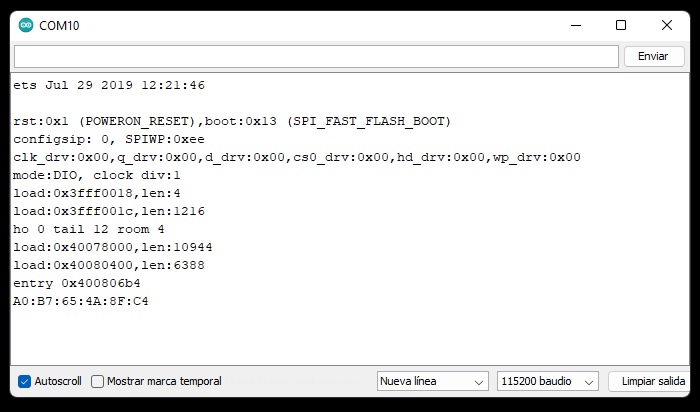 COM10
Enviar
ets Jul 29 2019 12:21:46
rst:0x1 (POWERON_RESET),boot:0x13 (SPI_FAST_FLASH_BOOT)
configsip: 0, SPIWP:0xee
clk_drv:0x00,q_drv:0x00,d_drv:0x00,cs0_drv:0x00,hd_drv:0x00,wp_drv:0x00
mode:DIO, clock div:1
load:0x3fff0018,len:4
load:0x3fff001c,len:1216
ho 0 tail 12 room 4
load:0x40078000,len:10944
load:0x40080400,len:6388
entry 0x400806b4
A0:B7:65:4A:8F:C4
Autoscroll Mostrar marca temporal Nueva línea 115200 baudio Limpiar salida